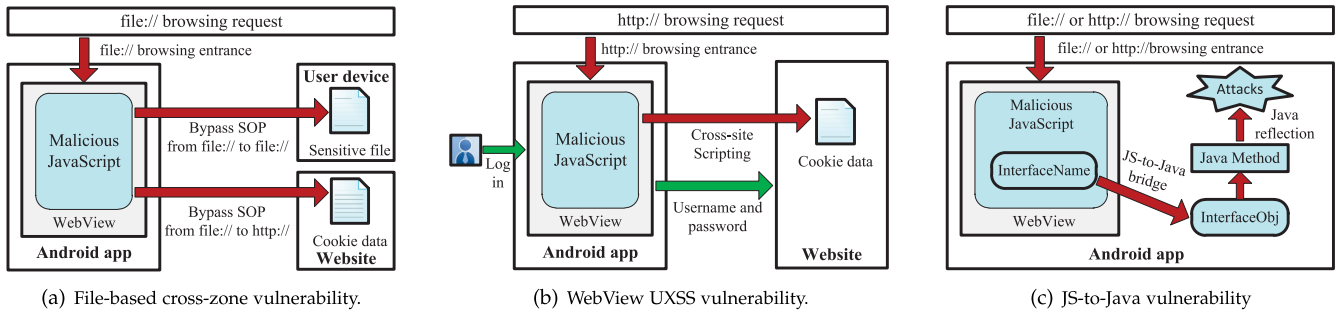 file:// browsing request
file:// browsing entrance
User device
Malicious
JavaScript
Bypass SOP
from file:// to file://
Sensitive file
Bypass SOP
from file:// to http://
WebView
Cookie data
Android app
Website
(a) File-based cross-zone vulnerability.
http:// browsing request
http:// browsing entrance
Log
in
Malicious
JavaScript
Cross-site
Scripting
Cookie data
Username and
password
WebView
Android app
Website
(b) WebView UXSS vulnerability.
file:// or http:// browsing request
file:// or http://browsing entrance
Malicious
JavaScript
InterfaceName
WebView
JS-to-Java
bridge
Attacks
Java
reflection
Java Method
InterfaceObj
Android app
(c) JS-to-Java vulnerability